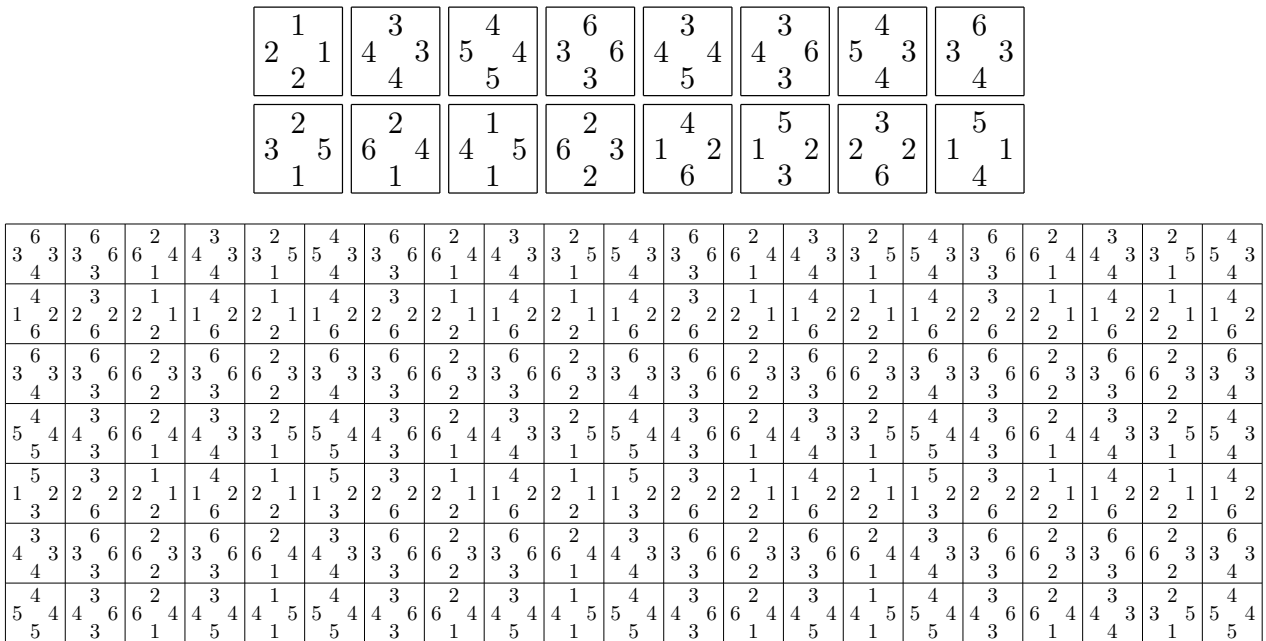 1 3 4 6 3 3 4 6
2 1 4 3 5 4 3 6 4 4 4 6 5 3 3 3
2 4 5 3 5 3 4 4
2 2 1 2 4 5 3 5
3 5 6 4 4 5 6 3 1 2 1 2 2 2 1 1
1 1 1 2 6 3 6 4
6 6 2 3 2 4 6 2 3 2 4 6 2 3 2 4 6 2 3 2 4
3 3 3 6 6 4 4 3 3 5 5 3 3 6 6 4 4 3 3 5 5 3 3 6 6 4 4 3 3 5 5 3 3 6 6 4 4 3 3 5 5 3
4 3 1 4 1 4 3 1 4 1 4 3 1 4 1 4 3 1 4 1 4
4 3 1 4 1 4 3 1 4 1 4 3 1 4 1 4 3 1 4 1 4
1 2 2 2 2 1 1 2 2 1 1 2 2 2 2 1 1 2 2 1 1 2 2 2 2 1 1 2 2 1 1 2 2 2 2 1 1 2 2 1 1 2
6 6 2 6 2 6 6 2 6 2 6 6 2 6 2 6 6 2 6 2 6
6 6 2 6 2 6 6 2 6 2 6 6 2 6 2 6 6 2 6 2 6
3 3 3 6 6 3 3 6 6 3 3 3 3 6 6 3 3 6 6 3 3 3 3 6 6 3 3 6 6 3 3 3 3 6 6 3 3 6 6 3 3 3
4 3 2 3 2 4 3 2 3 2 4 3 2 3 2 4 3 2 3 2 4
4 3 2 3 2 4 3 2 3 2 4 3 2 3 2 4 3 2 3 2 4
5 4 4 6 6 4 4 3 3 5 5 4 4 6 6 4 4 3 3 5 5 4 4 6 6 4 4 3 3 5 5 4 4 6 6 4 4 3 3 5 5 3
5 3 1 4 1 5 3 1 4 1 5 3 1 4 1 5 3 1 4 1 4
5 3 1 4 1 5 3 1 4 1 5 3 1 4 1 5 3 1 4 1 4
1 2 2 2 2 1 1 2 2 1 1 2 2 2 2 1 1 2 2 1 1 2 2 2 2 1 1 2 2 1 1 2 2 2 2 1 1 2 2 1 1 2
3 6 2 6 2 3 6 2 6 2 3 6 2 6 2 3 6 2 6 2 6
3 6 2 6 2 3 6 2 6 2 3 6 2 6 2 3 6 2 6 2 6
4 3 3 6 6 3 3 6 6 4 4 3 3 6 6 3 3 6 6 4 4 3 3 6 6 3 3 6 6 4 4 3 3 6 6 3 3 6 6 3 3 3
4 3 2 3 1 4 3 2 3 1 4 3 2 3 1 4 3 2 3 2 4
4 3 2 3 1 4 3 2 3 1 4 3 2 3 1 4 3 2 3 2 4
5 4 4 6 6 4 4 4 4 5 5 4 4 6 6 4 4 4 4 5 5 4 4 6 6 4 4 4 4 5 5 4 4 6 6 4 4 3 3 5 5 4
5 3 1 5 1 5 3 1 5 1 5 3 1 5 1 5 3 1 4 1 5